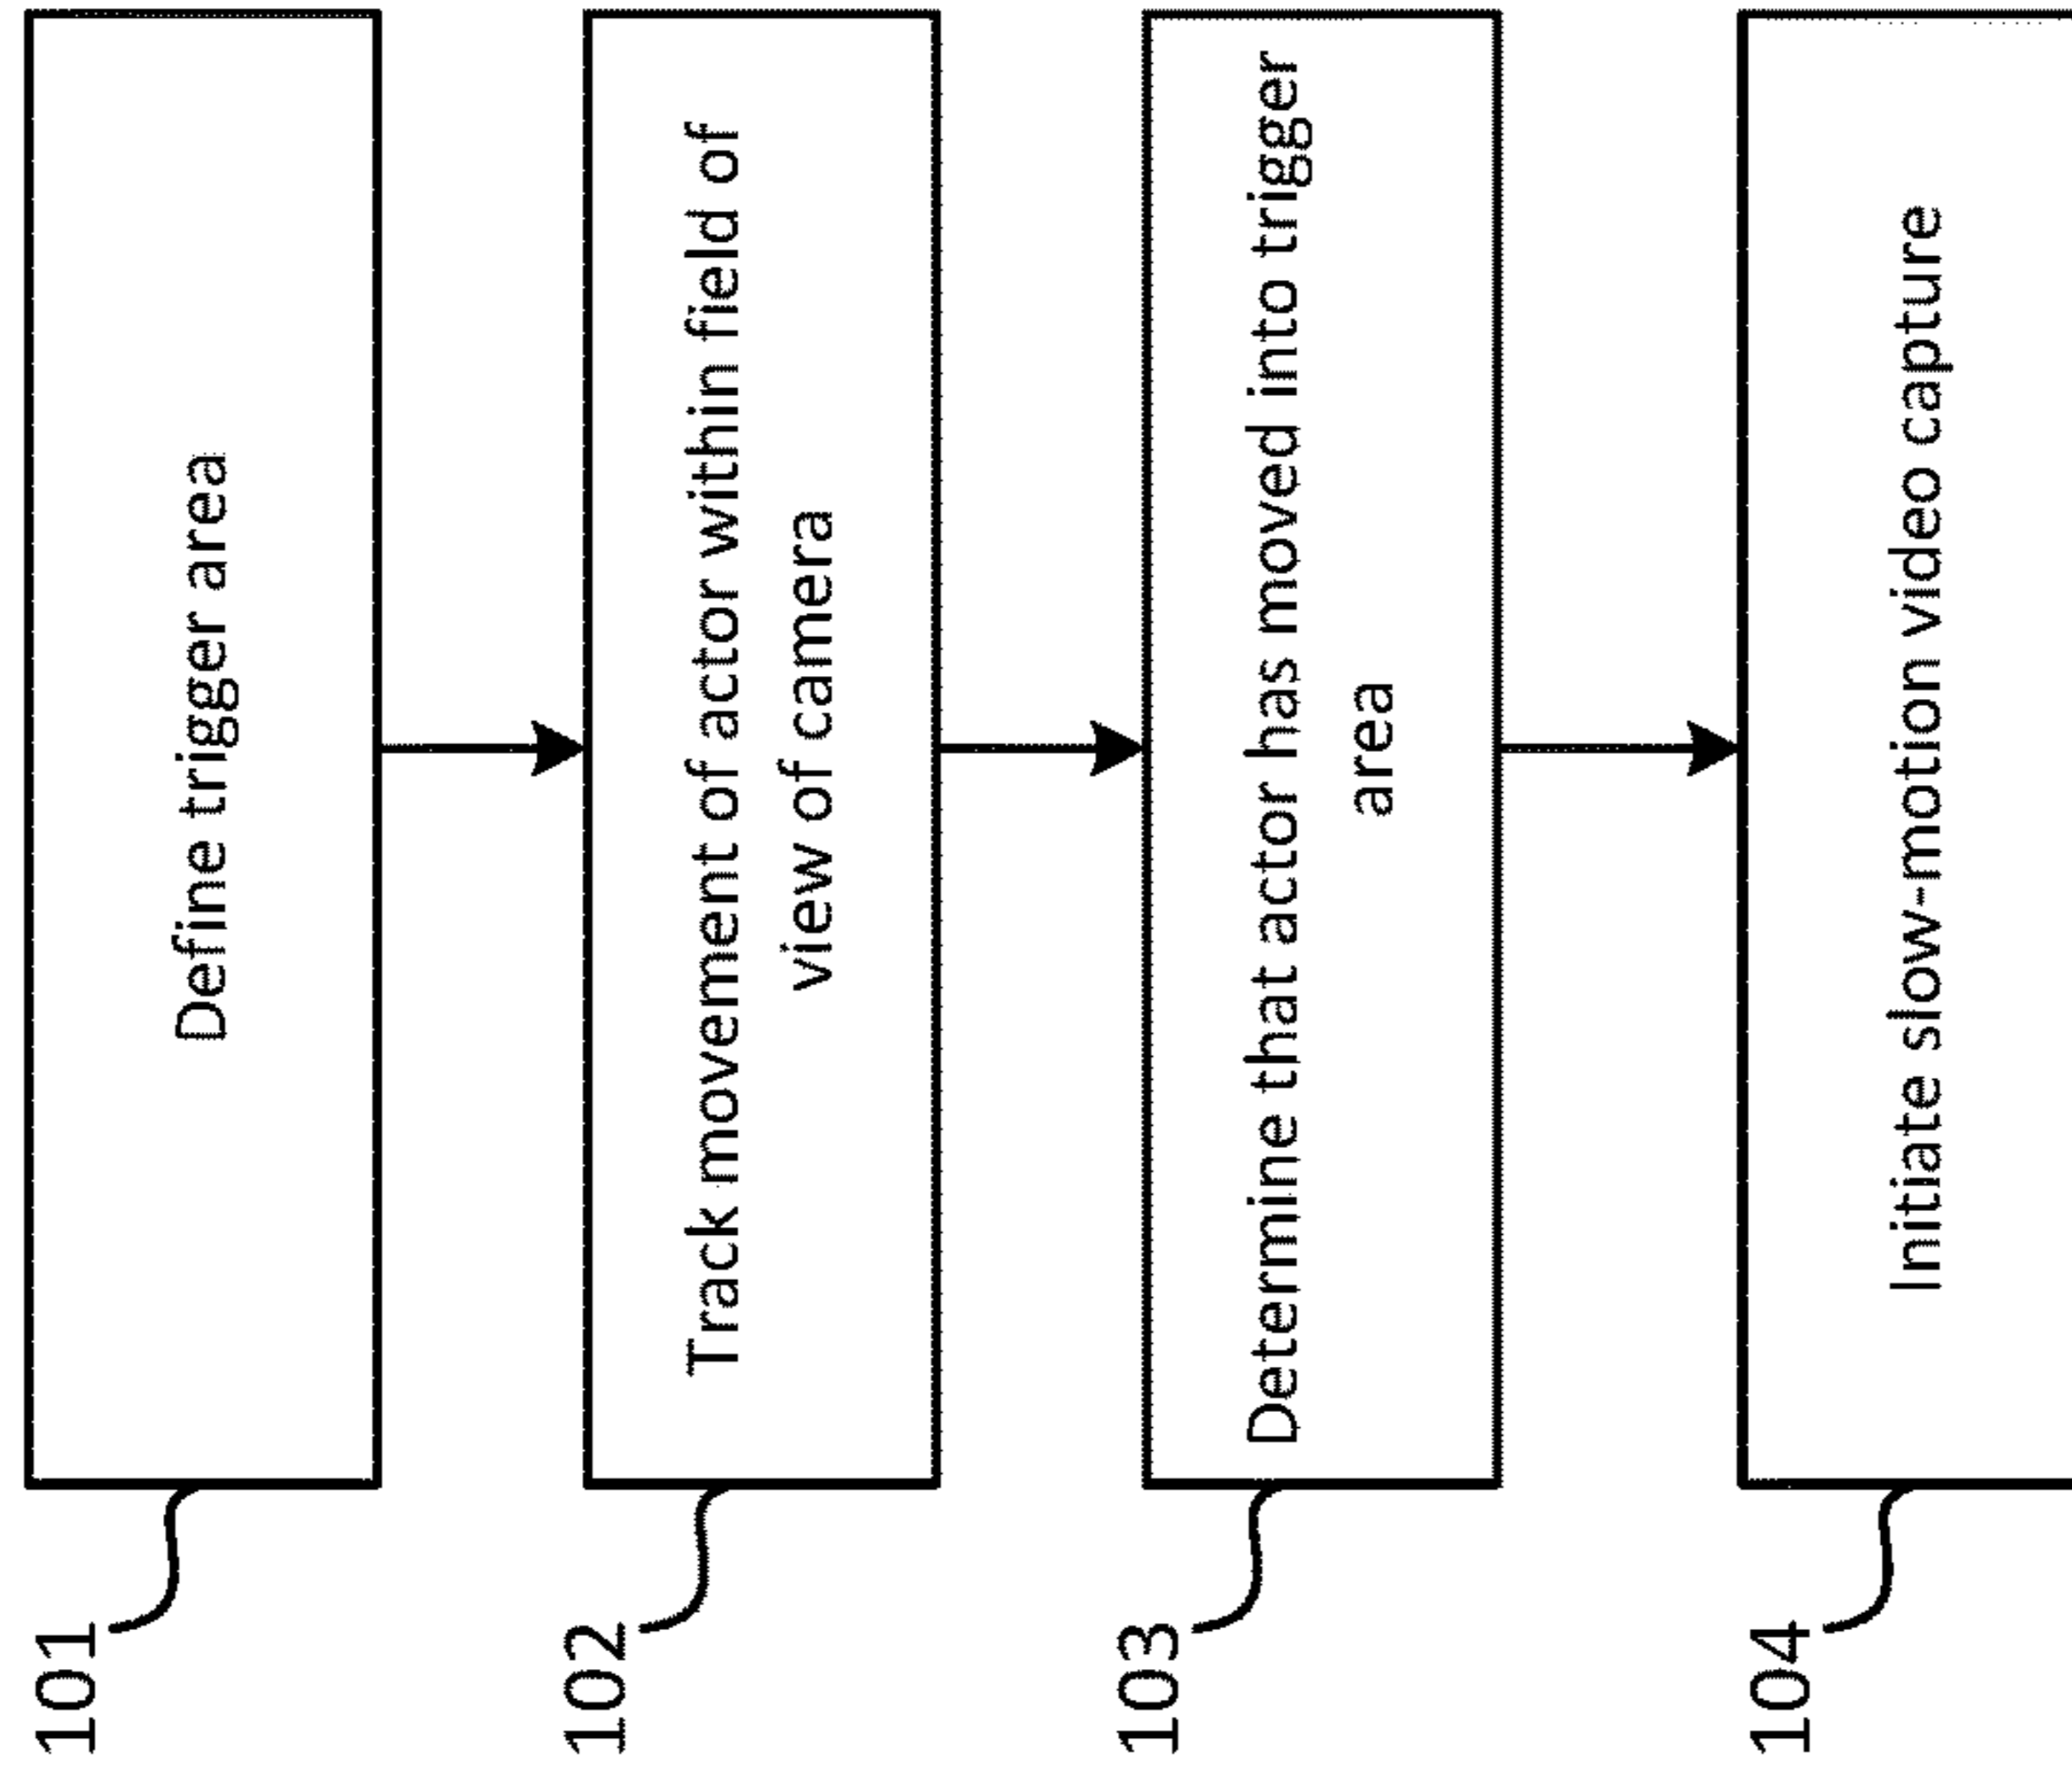 101
Define trigger area
102
Track movement of actor within field of
view of camera
103
Determine that actor has moved into trigger
area
104
Initiate slow-motion video capture